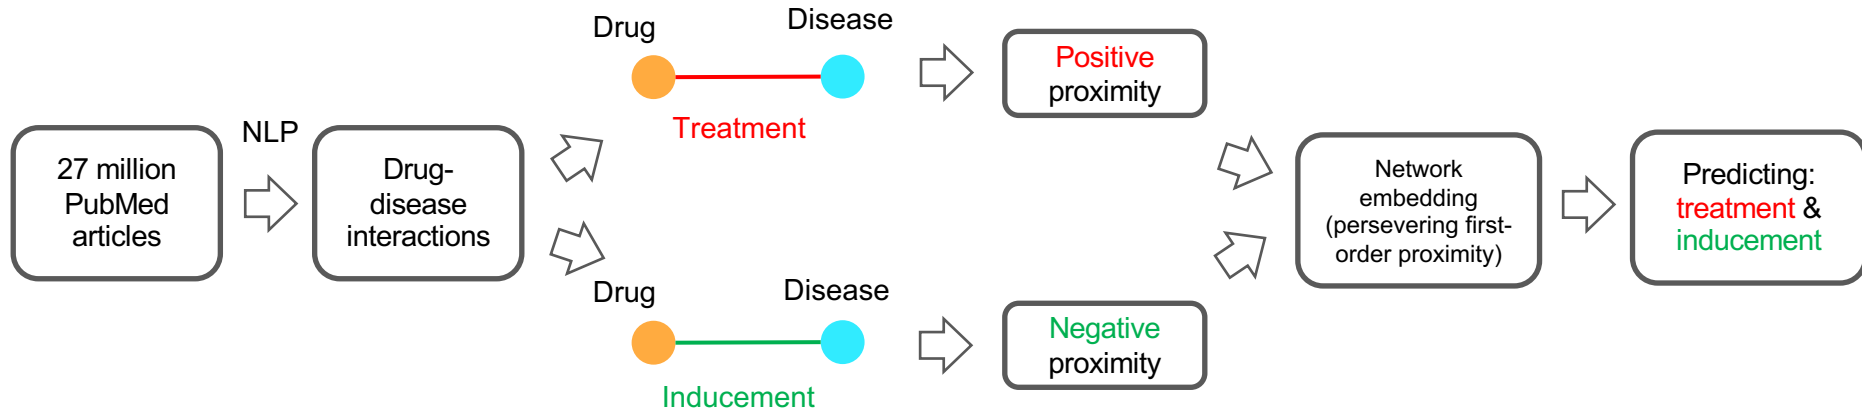 27 million
PubMed
articles
NLP
Drug-
disease
interactions
Drug
Disease
Treatment
Drug
Disease
Inducement
Positive
proximity
Negative
proximity
Network
embedding
(persevering first-
order proximity)
Predicting:
treatment &
inducement